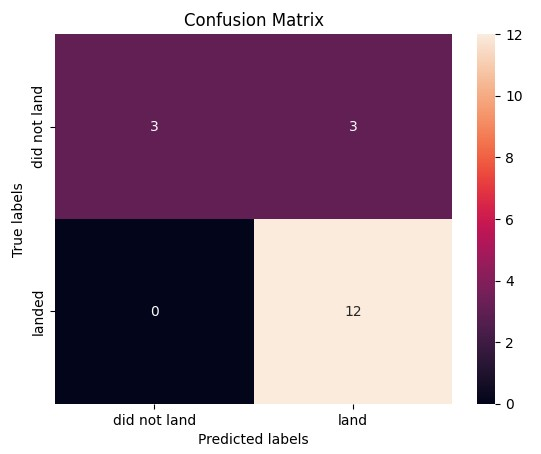 Confusion Matrix
True labels
did not land
landed
3
3
0
12
did not land
land
Predicted labels
12
10
8
6
4
2
0